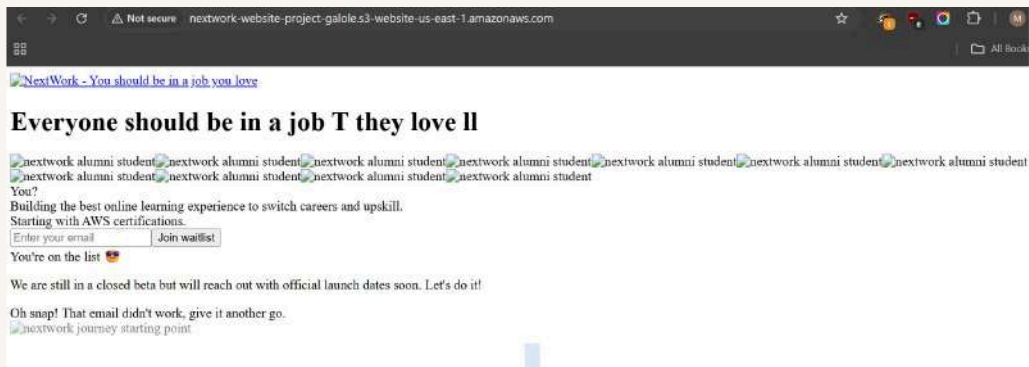 Not secure nextwork-website-project-galole.s3-website-us-east-1.amazonaws.com
M
All Book
NextWork - You should be in a job you love
Everyone should be in a job T they love ll
nextwork alumni student nextwork alumni student nextwork alumni student nextwork alumni student nextwork alumni student nextwork alumni student nextwork alumni student
nextwork alumni student nextwork alumni student nextwork alumni student nextwork alumni student
You?
Building the best online learning experience to switch careers and upskill.
Starting with AWS certifications.
Enter your email Join waitlist
You're on the list 😎
We are still in a closed beta but will reach out with official launch dates soon. Let's do it!
Oh snap! That email didn't work, give it another go.
nextwork journey starting point